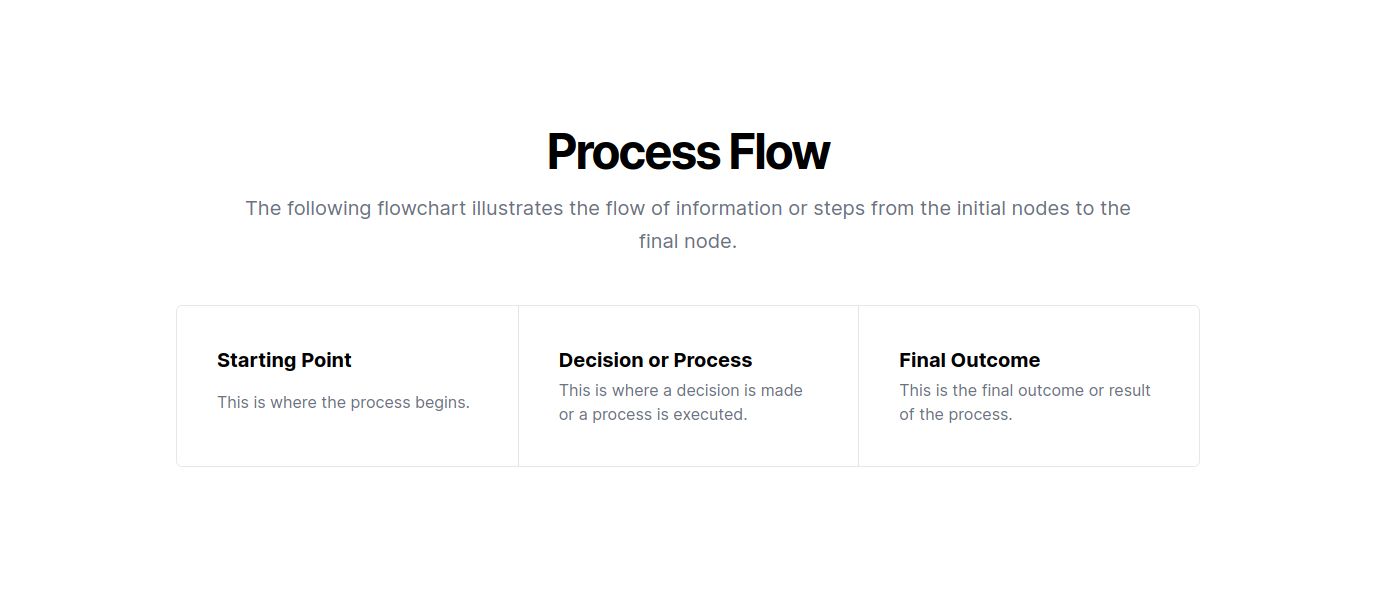 Process Flow
The following flowchart illustrates the flow of information or steps from the initial nodes to the
final node.
Starting Point
This is where the process begins.
Decision or Process
This is where a decision is made
or a process is executed.
Final Outcome
This is the final outcome or result
of the process.